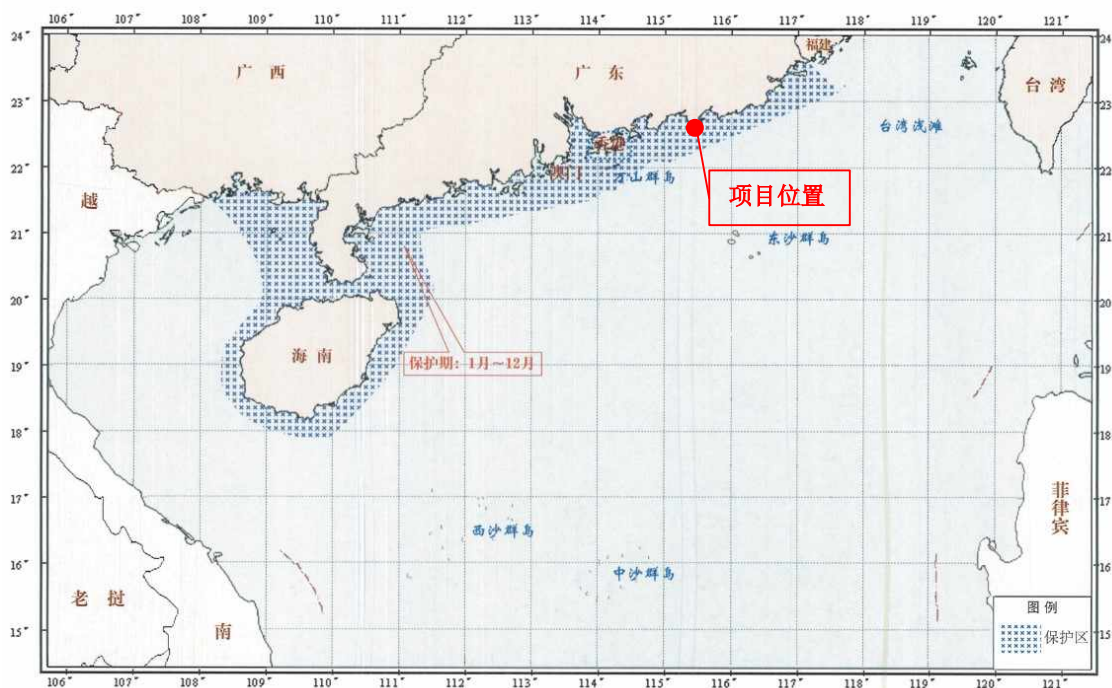 106° 107° 108° 109° 110° 111° 112° 113° 114° 115° 116° 117° 118° 119° 120° 121°
24° 24
福建
广 西
广 东
台 湾
23° 23
台湾浅滩
香港
22° 22
澳门
万山群岛
越
项目位置
21° 21
东沙群岛
20° 20
海 南
保护期：1月～12月
19° 19
18° 18
17° 17
菲律宾
西沙群岛
16° 16
中沙群岛
老 挝
图 例
南
保护区
15° 15
106° 107° 108° 109° 110° 111° 112° 113° 114° 115° 116° 117° 118° 119° 120° 121°